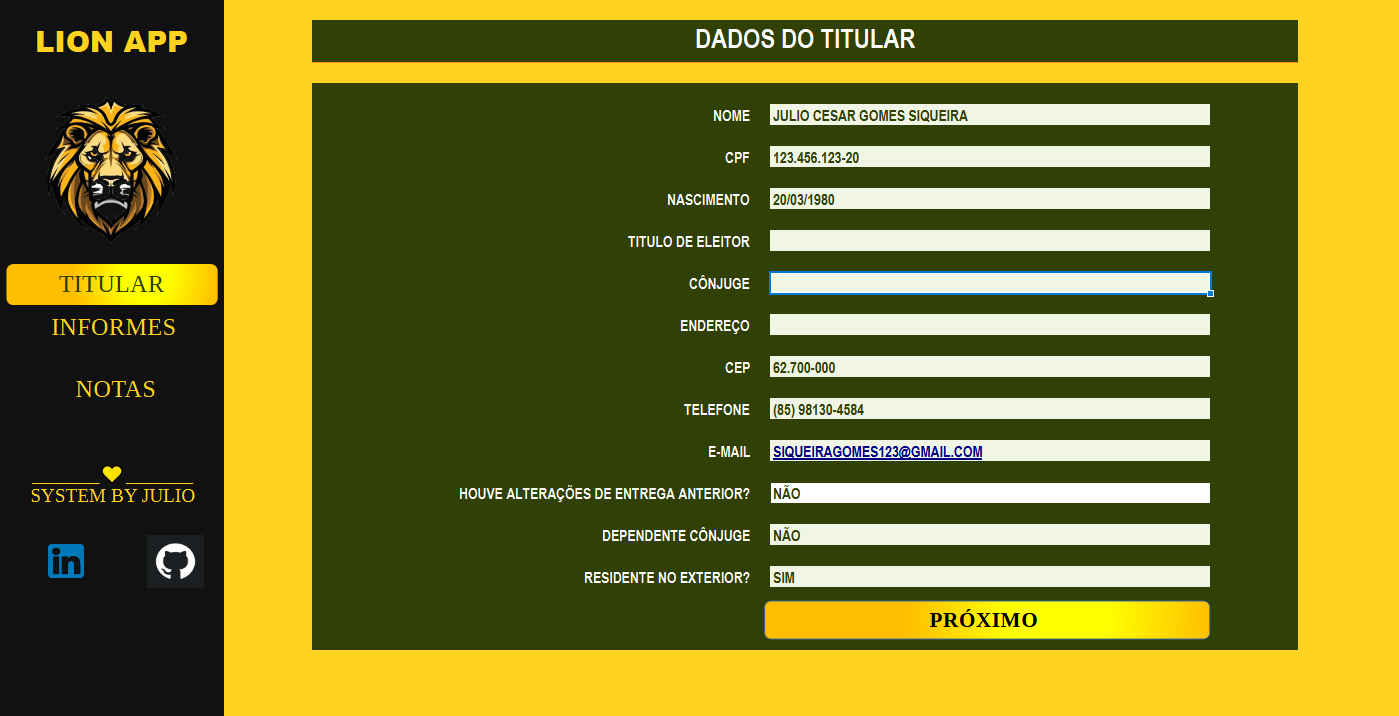 LION APP
TITULAR
INFORMES
NOTAS
SYSTEM BY JULIO
in
DADOS DO TITULAR
NOME JULIO CESAR GOMES SIQUEIRA
CPF 123.456.123-20
NASCIMENTO 20/03/1980
TITULO DE ELEITOR
CÔNJUGE
ENDEREÇO
CEP 62.700-000
TELEFONE (85) 98130-4584
E-MAIL SIQUEIRAGOMES123@GMAIL.COM
HOUVE ALTERAÇÕES DE ENTREGA ANTERIOR? NÃO
DEPENDENTE CÔNJUGE NÃO
RESIDENTE NO EXTERIOR? SIM
PRÓXIMO